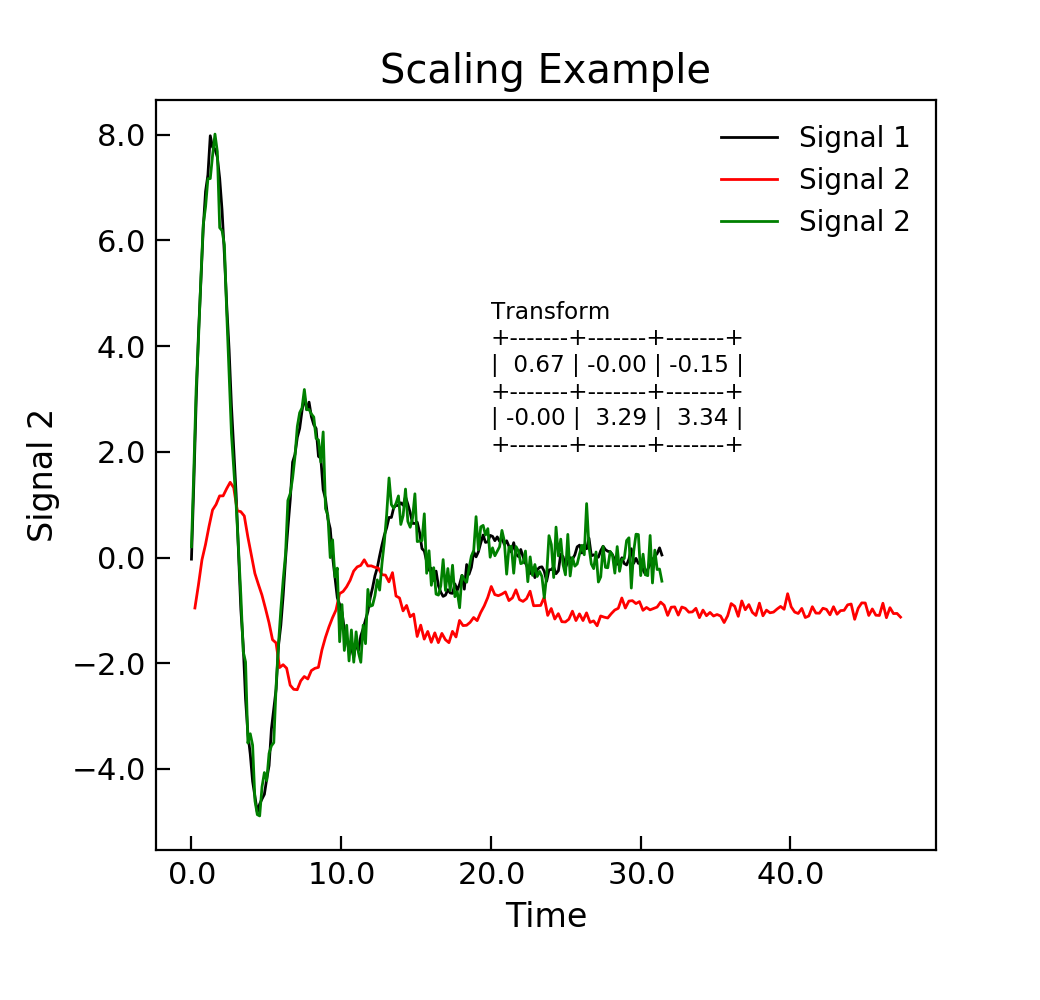 Scaling Example
8.0
6.0
4.0
2.0
0.0
−2.0
−4.0
Signal 2
Signal 1
Signal 2
Signal 2
Transform
+-------+-------+-------+
|  0.67 | -0.00 | -0.15 |
+-------+-------+-------+
| -0.00 |  3.29 |  3.34 |
+-------+-------+-------+
0.0 10.0 20.0 30.0 40.0
Time